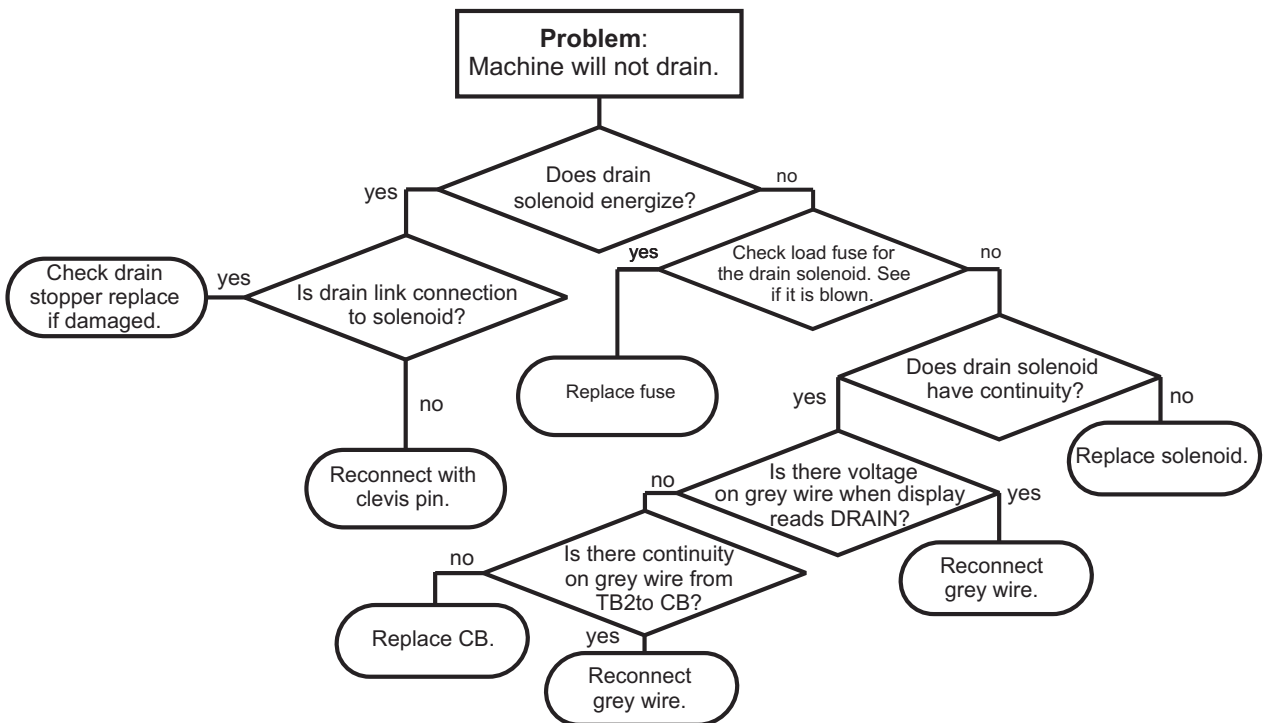 Problem:
Machine will not drain.
Does drain
solenoid energize?
yes
no
Is drain link connection
to solenoid?
yes
Check drain
stopper replace
if damaged.
no
Reconnect with
clevis pin.
Check load fuse for
the drain solenoid. See
if it is blown.
yes
Replace fuse
no
Does drain solenoid
have continuity?
yes
no
Replace solenoid.
Is there voltage
on grey wire when display
reads DRAIN?
no
yes
Reconnect
grey wire.
Is there continuity
on grey wire from
TB2to CB?
no
Replace CB.
yes
Reconnect
grey wire.